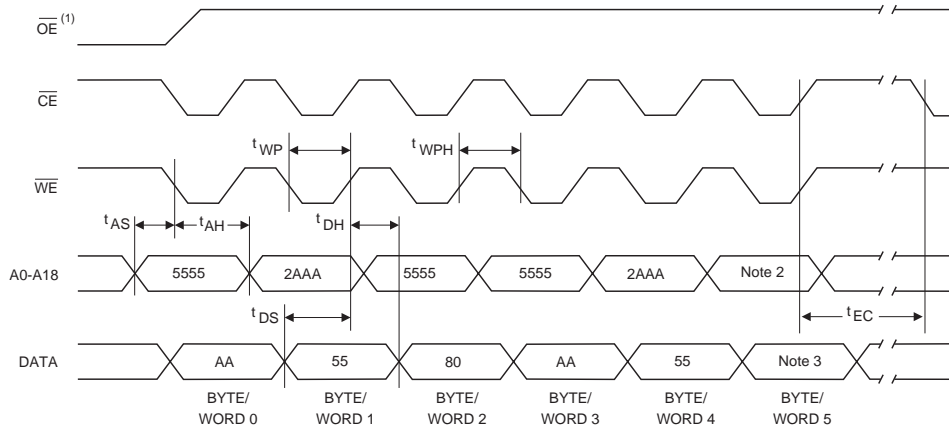 OE (1)
CE
t WP
t WPH
WE
t AS
t AH
t DH
A0-A18
5555
2AAA
5555
5555
2AAA
Note 2
t DS
t EC
DATA
AA
55
80
AA
55
Note 3
BYTE/
WORD 0
BYTE/
WORD 1
BYTE/
WORD 2
BYTE/
WORD 3
BYTE/
WORD 4
BYTE/
WORD 5